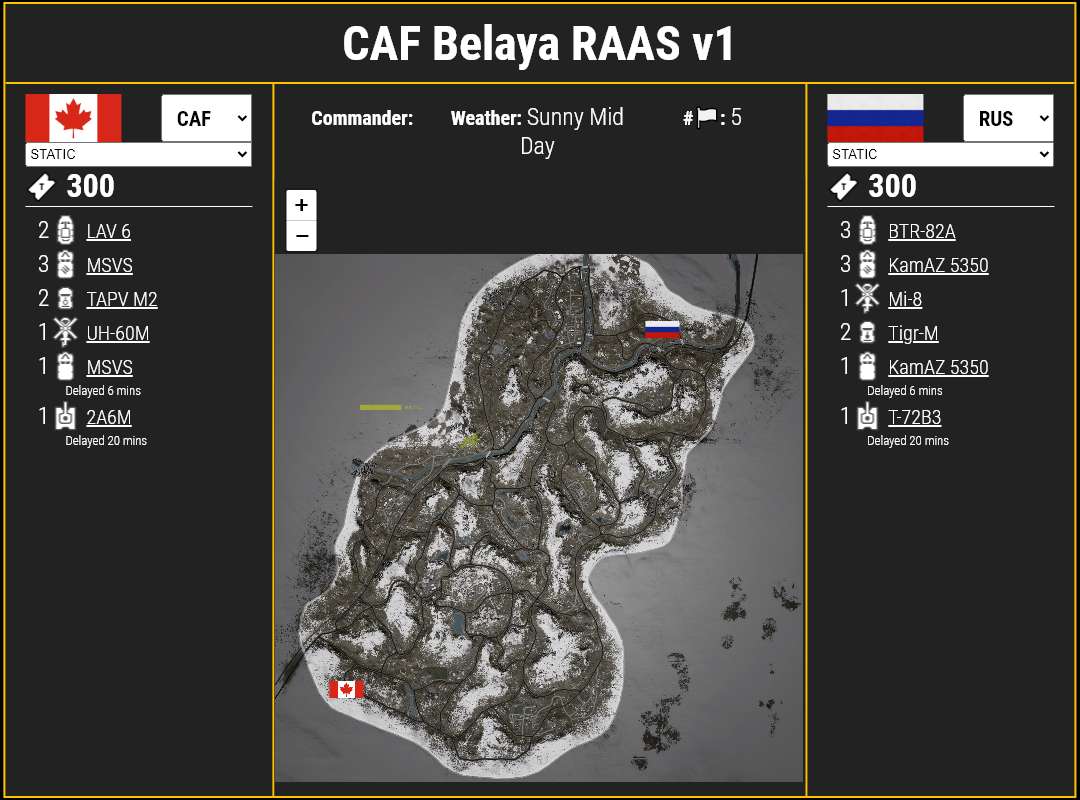 CAF Belaya RAAS v1
CAF
STATIC
300
2 LAV 6
3 MSVS
2 TAPV M2
1 UH-60M
1 MSVS
Delayed 6 mins
1 2A6M
Delayed 20 mins
Commander:
Weather: Sunny Mid
Day
# : 5
+
−
RUS
STATIC
300
3 BTR-82A
3 KamAZ 5350
1 Mi-8
2 Tigr-M
1 KamAZ 5350
Delayed 6 mins
1 T-72B3
Delayed 20 mins